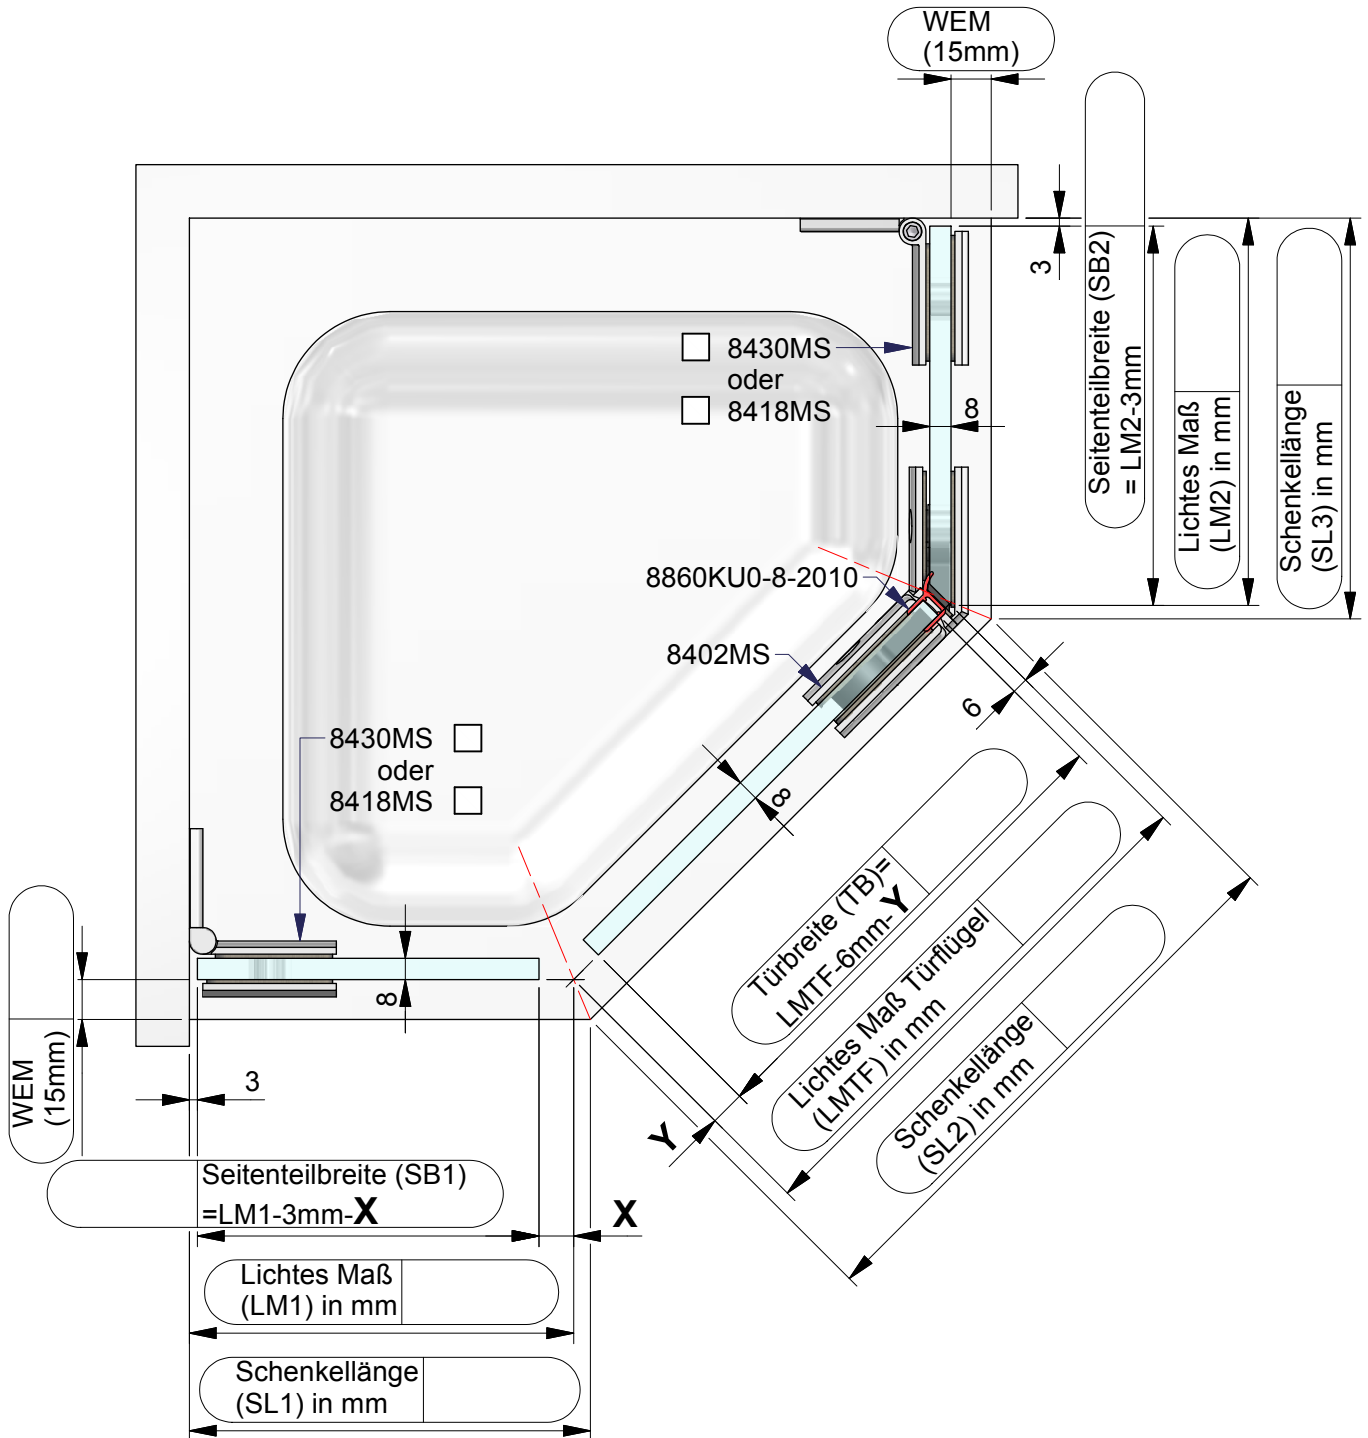 WEM
(15mm)
3
Seitenteilbreite (SB2)
= LM2-3mm
Lichtes Maß
(LM2) in mm
Schenkellänge
(SL3) in mm
8430MS
oder
8418MS
8
8860KU0-8-2010
8402MS
6
8430MS
oder
8418MS
8
Türbreite (TB)=
LMTF-6mm-Y
Lichtes Maß Türflügel
(LMTF) in mm
Schenkellänge
(SL2) in mm
8
WEM
(15mm)
3
Y
Seitenteilbreite (SB1)
=LM1-3mm-X
X
Lichtes Maß
(LM1) in mm
Schenkellänge
(SL1) in mm